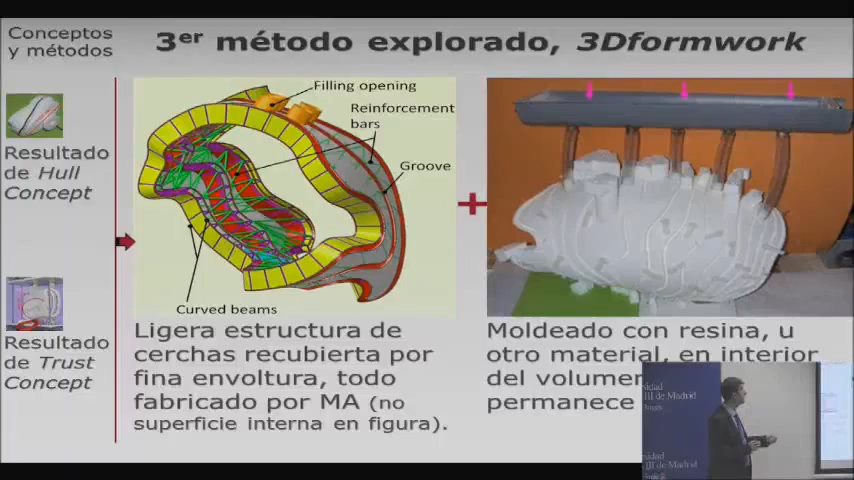 Conceptos
y métodos
3er método explorado, 3Dformwork
Resultado
de Hull
Concept
Resultado
de Trust
Concept
Filling opening
Reinforcement
bars
Groove
Curved beams
Ligera estructura de
cerchas recubierta por
fina envoltura, todo
fabricado por MA (no
superficie interna en figura).
+
Moldeado con resina, u
otro material, en interior
del volumen
permanece
sidad
III de Madrid
sidad
III de Madrid